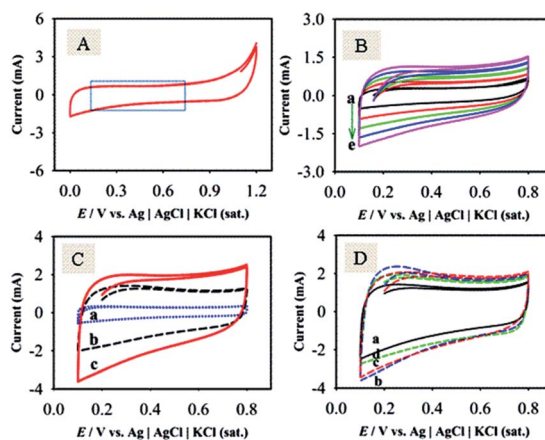 A
Current (mA)
6
3
0
-3
-6
0.0 0.3 0.6 0.9 1.2
E / V vs. Ag | AgCl | KCl (sat.)
B
Current (mA)
3.0
1.5
0.0
-1.5
-3.0
a
e
0.0 0.2 0.4 0.6 0.8
E / V vs. Ag | AgCl | KCl (sat.)
C
Current (mA)
4
2
0
-2
-4
a
b
c
0.0 0.2 0.4 0.6 0.8
E / V vs. Ag | AgCl | KCl (sat.)
D
Current (mA)
4
2
0
-2
-4
a
d
c
b
0.0 0.2 0.4 0.6 0.8
E / V vs. Ag | AgCl | KCl (sat.)